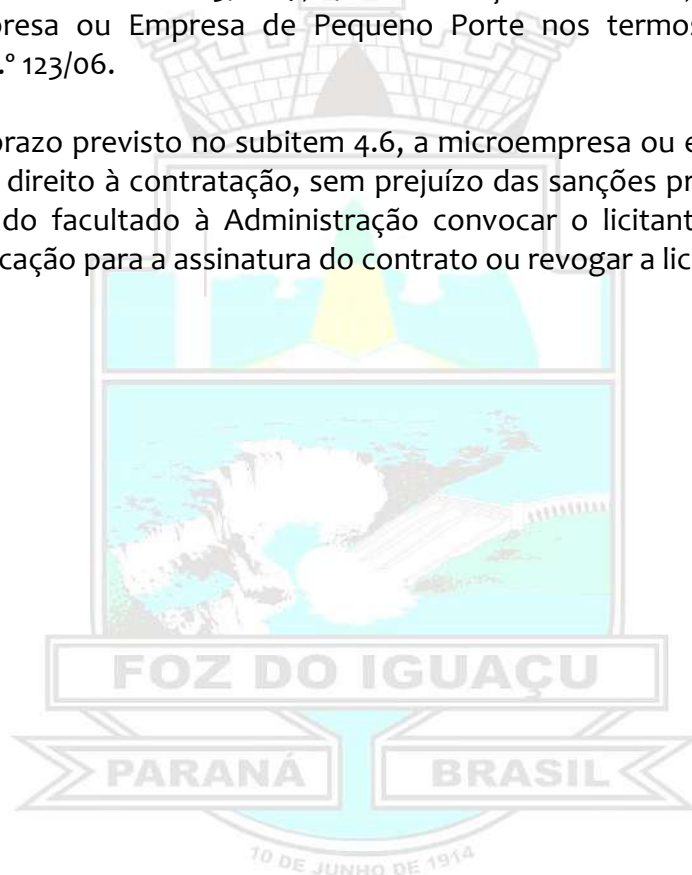 presa ou Empresa de Pequeno Porte nos termos
.º 123/06.
prazo previsto no subitem 4.6, a microempresa ou e
direito à contratação, sem prejuízo das sanções pr
do facultado à Administração convocar o licitant
cação para a assinatura do contrato ou revogar a lic
FOZ DO IGUAÇU
PARANÁ BRASIL
10 DE JUNHO DE 1914